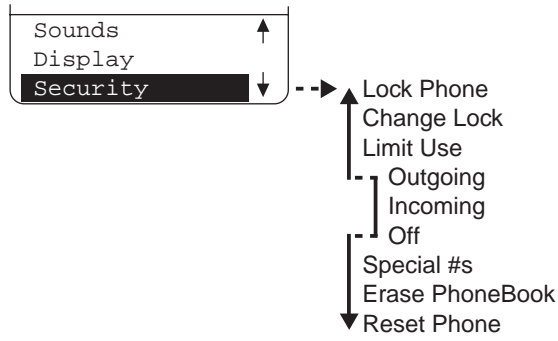 Sounds
Display
Security
Lock Phone
Change Lock
Limit Use
Outgoing
Incoming
Off
Special #s
Erase PhoneBook
Reset Phone